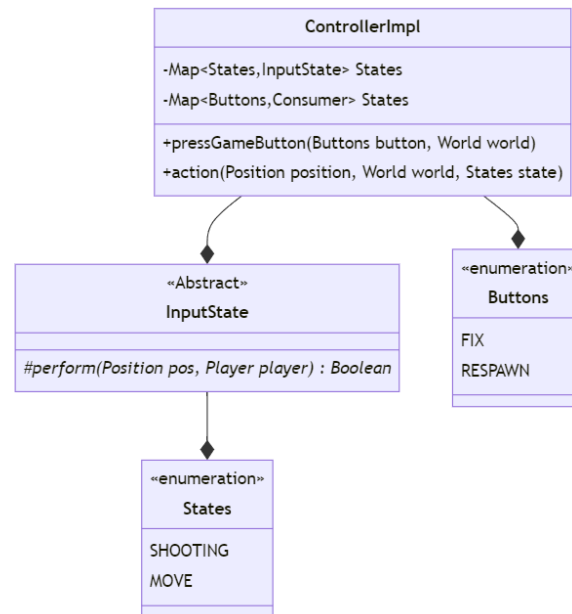 ControllerImpl
-Map<States,InputState> States
-Map<Buttons,Consumer> States
+pressGameButton(Buttons button, World world)
+action(Position position, World world, States state)
«Abstract»
InputState
#perform(Position pos, Player player) : Boolean
«enumeration»
Buttons
FIX
RESPAWN
«enumeration»
States
SHOOTING
MOVE